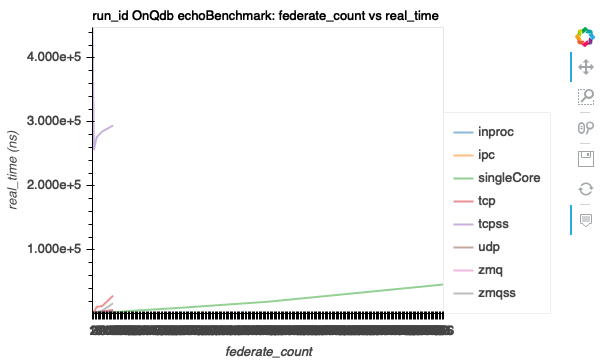 run_id OnQdb echoBenchmark: federate_count vs real_time
4.000e+5
3.000e+5
2.000e+5
1.000e+5
real_time (ns)
inproc
ipc
singleCore
tcp
tcpss
udp
zmq
zmqss
federate_count